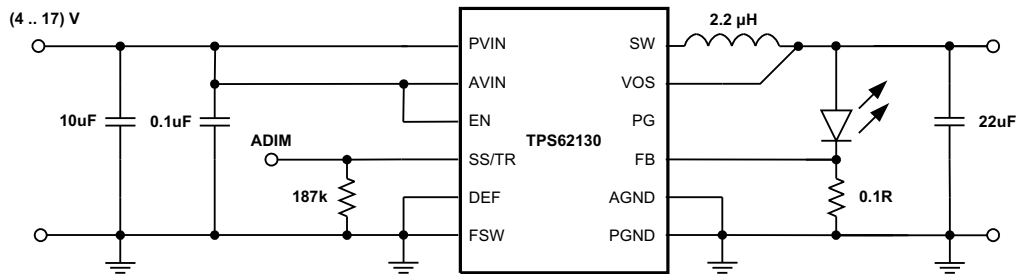 (4 .. 17) V
2.2 µH
PVIN
SW
AVIN
VOS
10uF
0.1uF
EN
PG
TPS62130
22uF
ADIM
SS/TR
FB
187k
DEF
AGND
0.1R
FSW
PGND